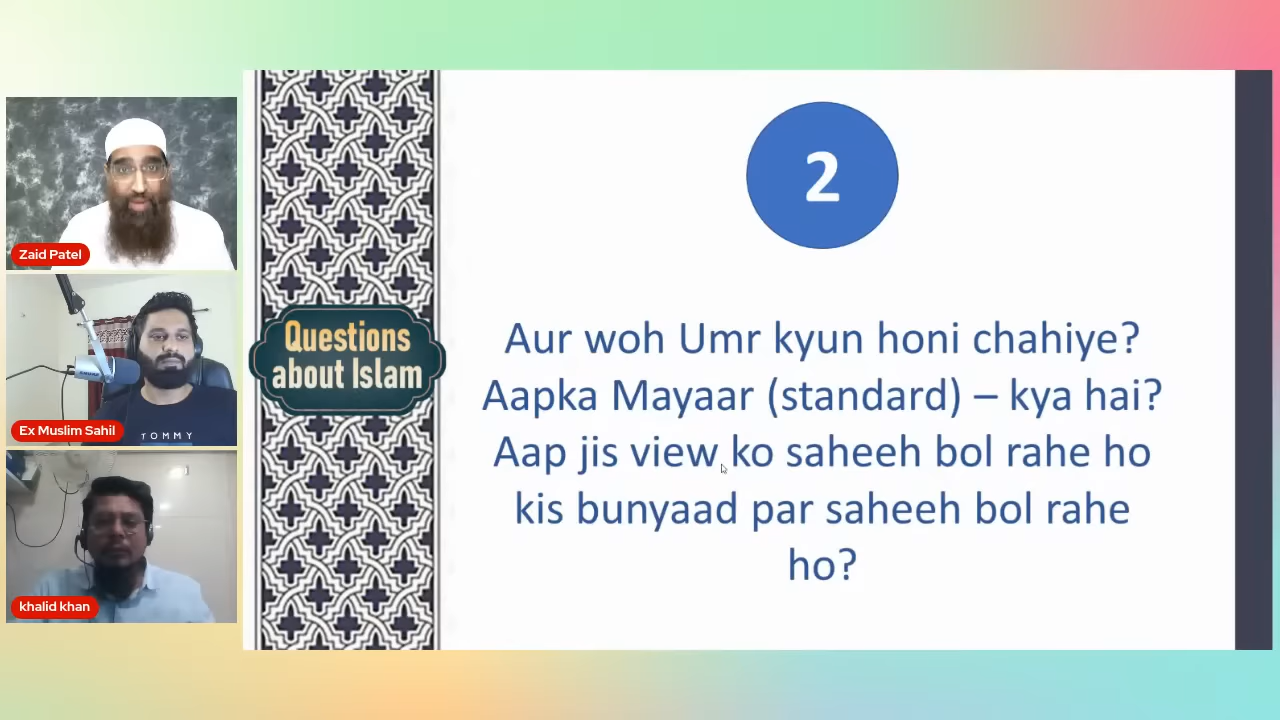 Zaid Patel
Ex Muslim Sahil
TOMMY
khalid khan
Questions
about Islam
2
Aur woh Umr kyun honi chahiye?
Aapka Mayaar (standard) – kya hai?
Aap jis view ko saheeh bol rahe ho
kis bunyaad par saheeh bol rahe
ho?